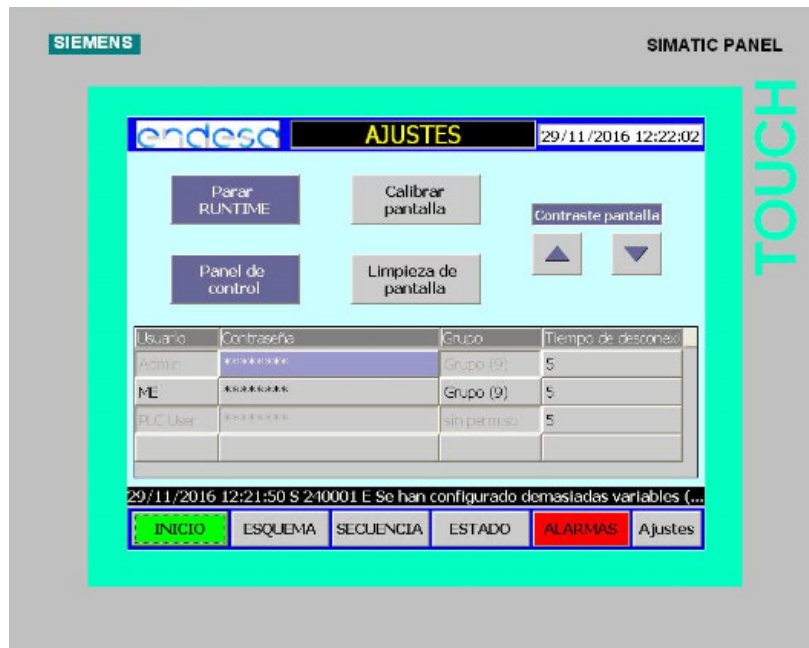 SIEMENS
SIMATIC PANEL
TOUCH
endesa
AJUSTES
29/11/2016 12:22:02
Parar
RUNTIME
Calibrar
pantalla
Contraste pantalla
Panel de
control
Limpieza de
pantalla
Usuario Contraseña Grupo Tiempo de desconexi
Admin ******** Grupo (9) 5
ME ******** Grupo (9) 5
PLC User ******** sin permiso 5
29/11/2016 12:21:50 S 240001 E Se han configurado demasiadas variables (...
INICIO ESQUEMA SECUENCIA ESTADO ALARMAS Ajustes